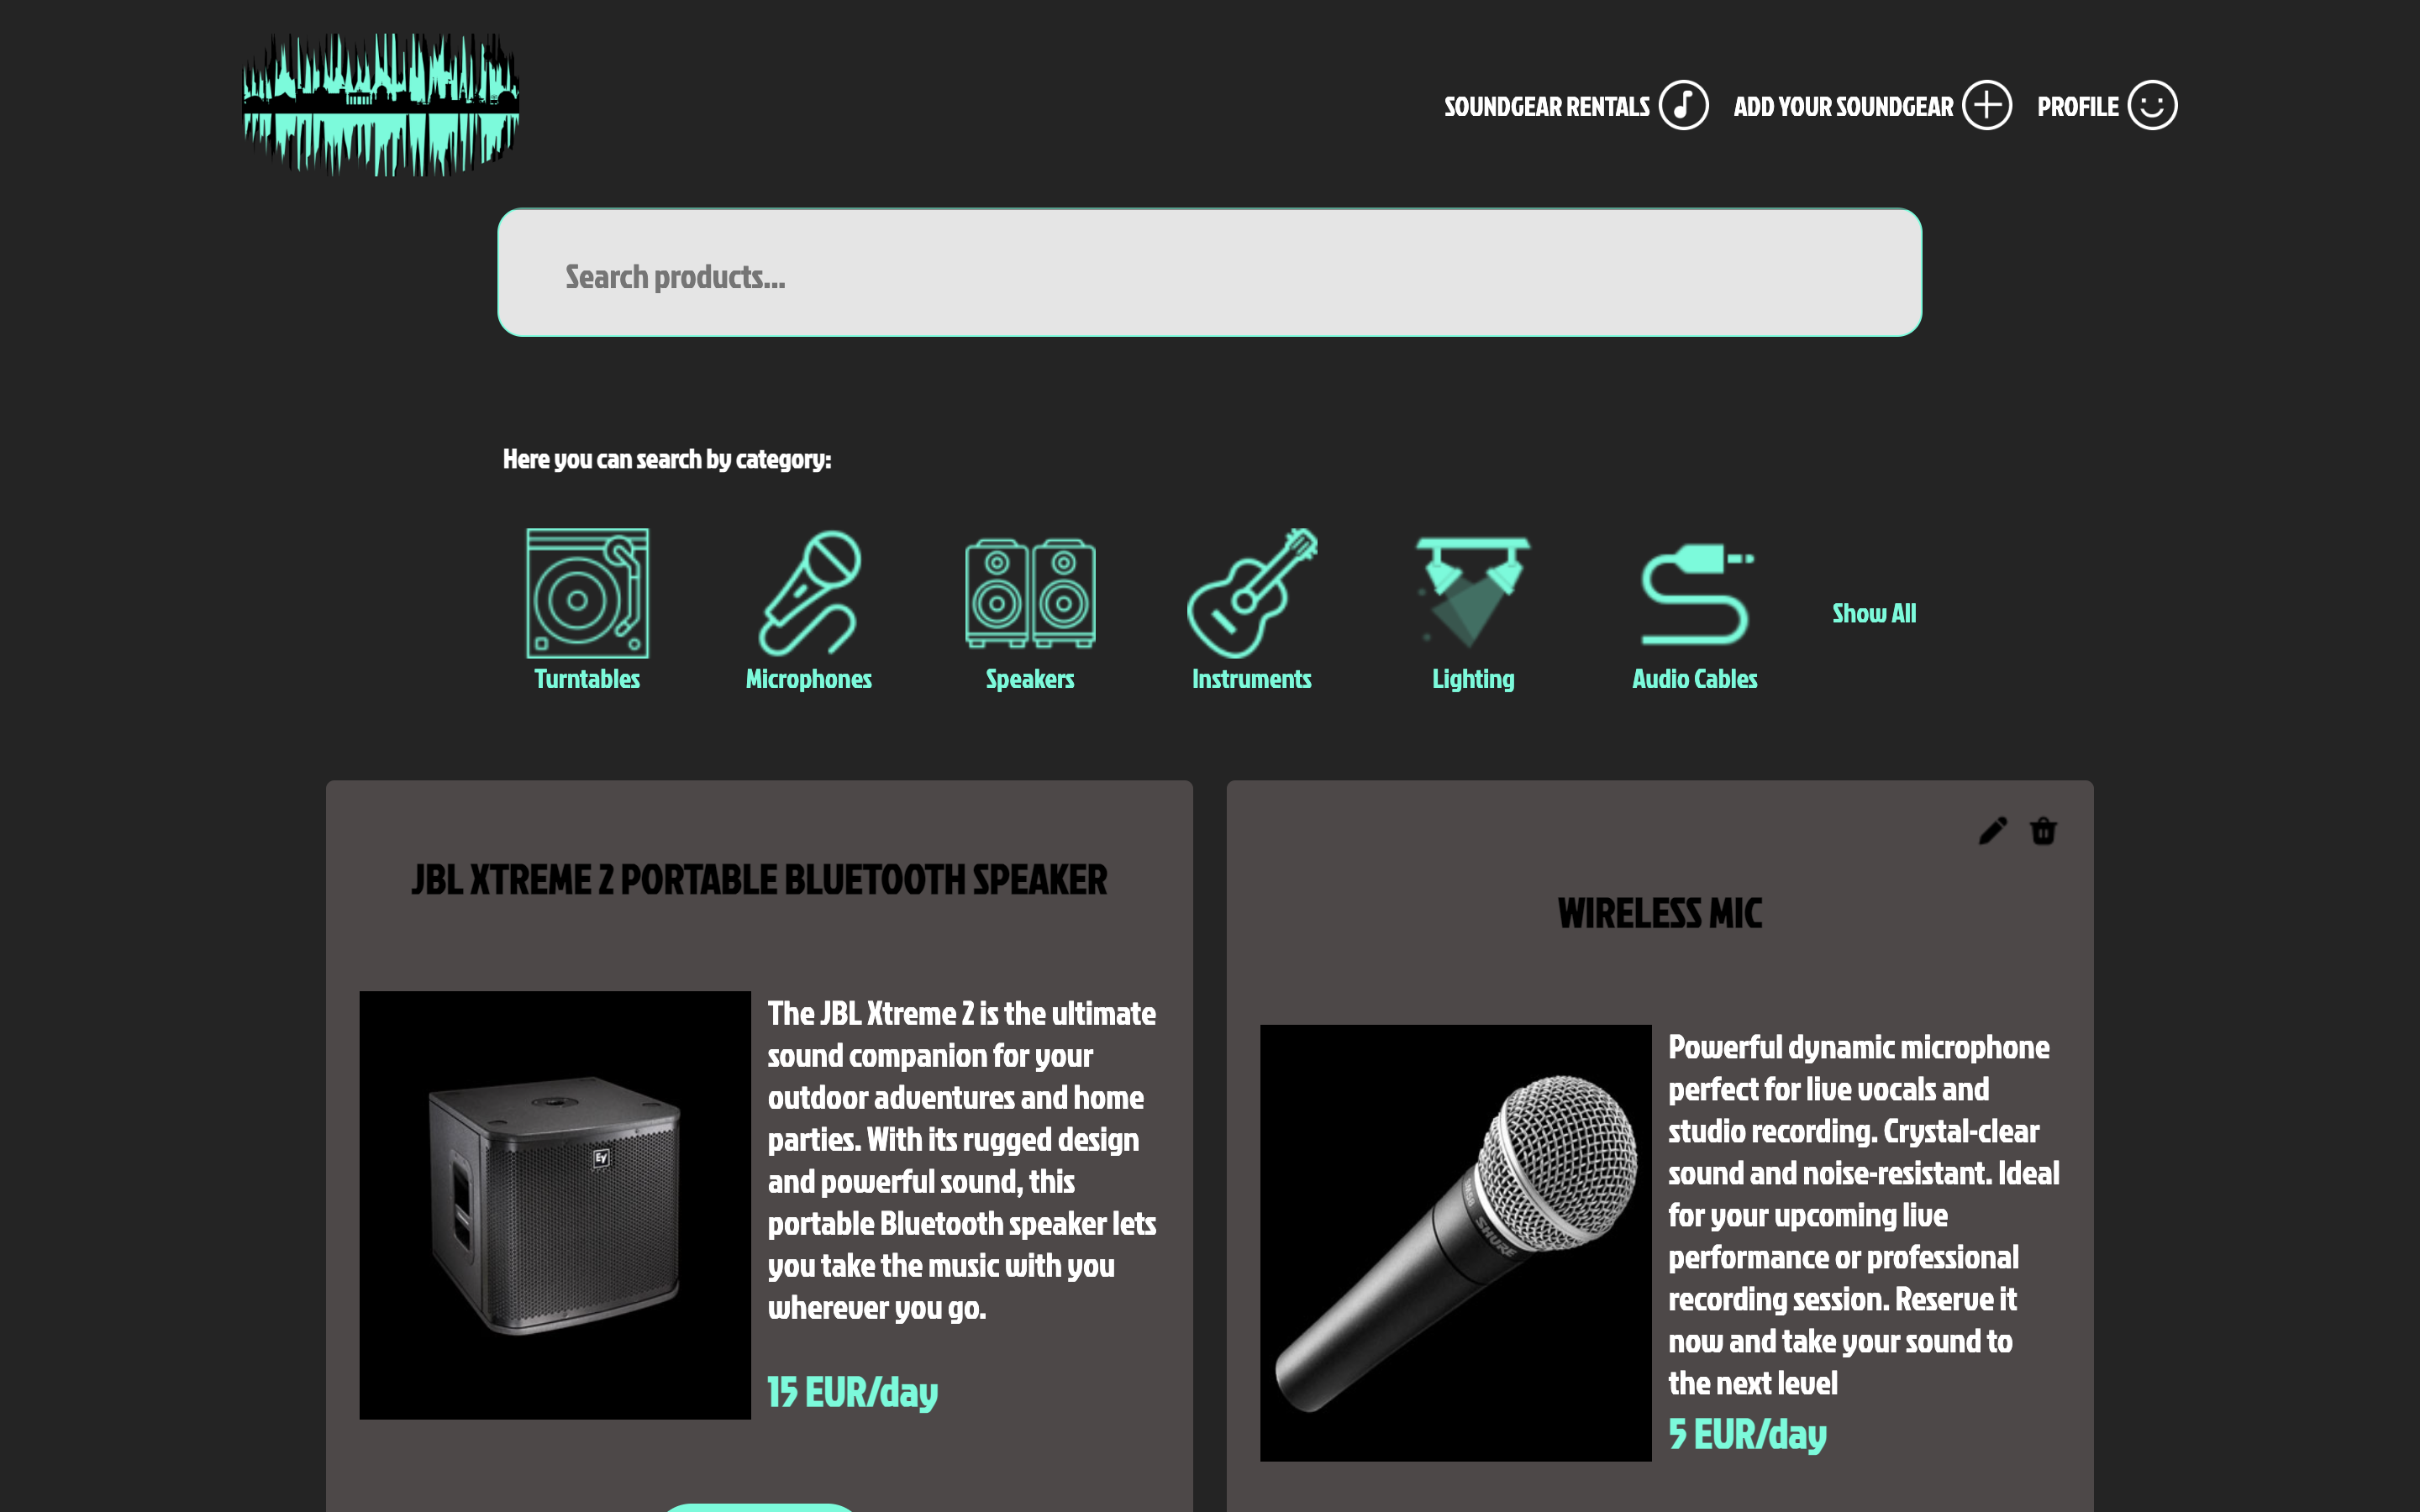 SOUNDGEAR RENTALS
ADD YOUR SOUNDGEAR
PROFILE
Search products...
Here you can search by category:
Turntables
Microphones
Speakers
Instruments
Lighting
Audio Cables
Show All
JBL XTREME 2 PORTABLE BLUETOOTH SPEAKER
EV
The JBL Xtreme 2 is the ultimate
sound companion for your
outdoor adventures and home
parties. With its rugged design
and powerful sound, this
portable Bluetooth speaker lets
you take the music with you
wherever you go.
15 EUR/day
WIRELESS MIC
SM58 SHURE
Powerful dynamic microphone
perfect for live vocals and
studio recording. Crystal-clear
sound and noise-resistant. Ideal
for your upcoming live
performance or professional
recording session. Reserve it
now and take your sound to
the next level
5 EUR/day